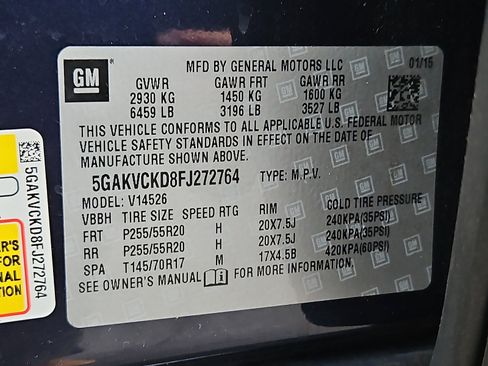 GM
MFD BY GENERAL MOTORS LLC 01/15
GVWR GAWR FRT GAWR RR
2930 KG 1450 KG 1600 KG
6459 LB 3196 LB 3527 LB
THIS VEHICLE CONFORMS TO ALL APPLICABLE U.S. FEDERAL MOTOR
VEHICLE SAFETY STANDARDS IN EFFECT ON THE DATE OF
MANUFACTURE SHOWN ABOVE.
5GAKVCKD8FJ272764 TYPE: M.P.V.
MODEL: V14526
VBBH TIRE SIZE SPEED RTG RIM COLD TIRE PRESSURE
FRT P255/55R20 H 20X7.5J 240KPA(35PSI)
RR P255/55R20 H 20X7.5J 240KPA(35PSI)
SPA T145/70R17 M 17X4.5B 420KPA(60PSI)
SEE OWNER'S MANUAL FOR MORE INFORMATION
5GAKVCKD8FJ272764
ER'S
FOR
NAL
ON